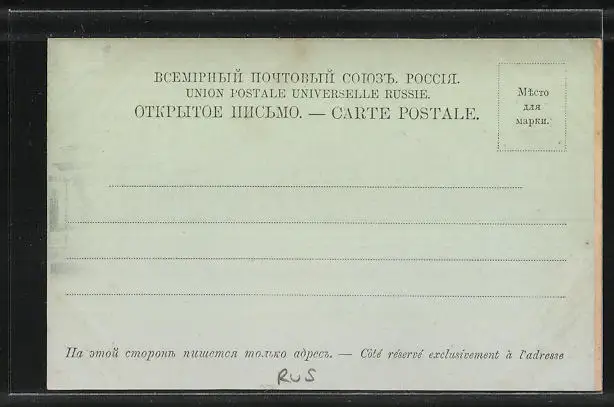 ВСЕМІРНЫЙ ПОЧТОВЫЙ СОЮЗЪ. РОССІЯ.
UNION POSTALE UNIVERSELLE RUSSIE.
ОТКРЫТОЕ ПИСЬМО. — CARTE POSTALE.
Мѣсто
для
марки.
На этой сторонѣ пишется только адресъ. — Côté réservé exclusivement à l'adresse
RUS